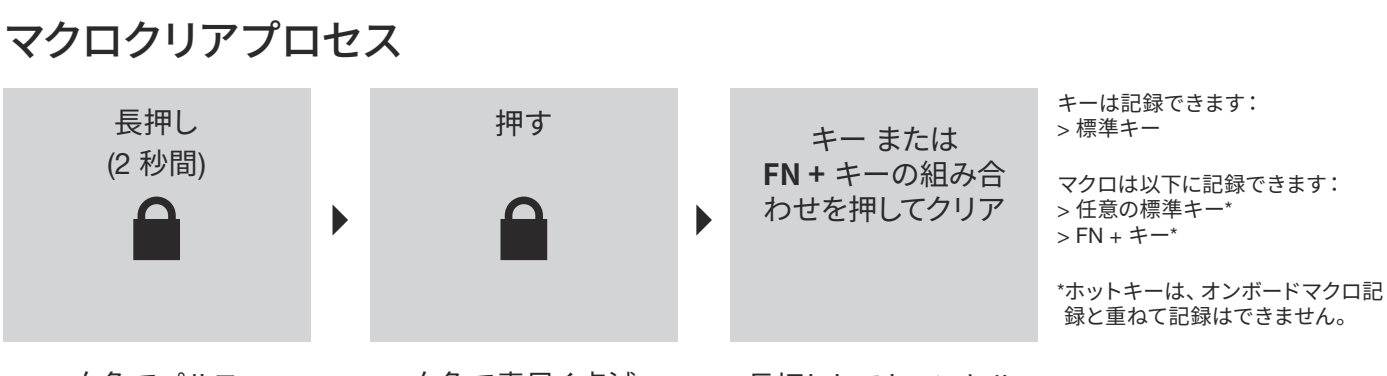 マクロクリアプロセス
長押し
(2 秒間)
押す
キー または
FN + キーの組み合
わせを押してクリア
キーは記録できます：
> 標準キー
マクロは以下に記録できます：
> 任意の標準キー*
> FN + キー*
*ホットキーは、オンボードマクロ記
録と重ねて記録はできません。